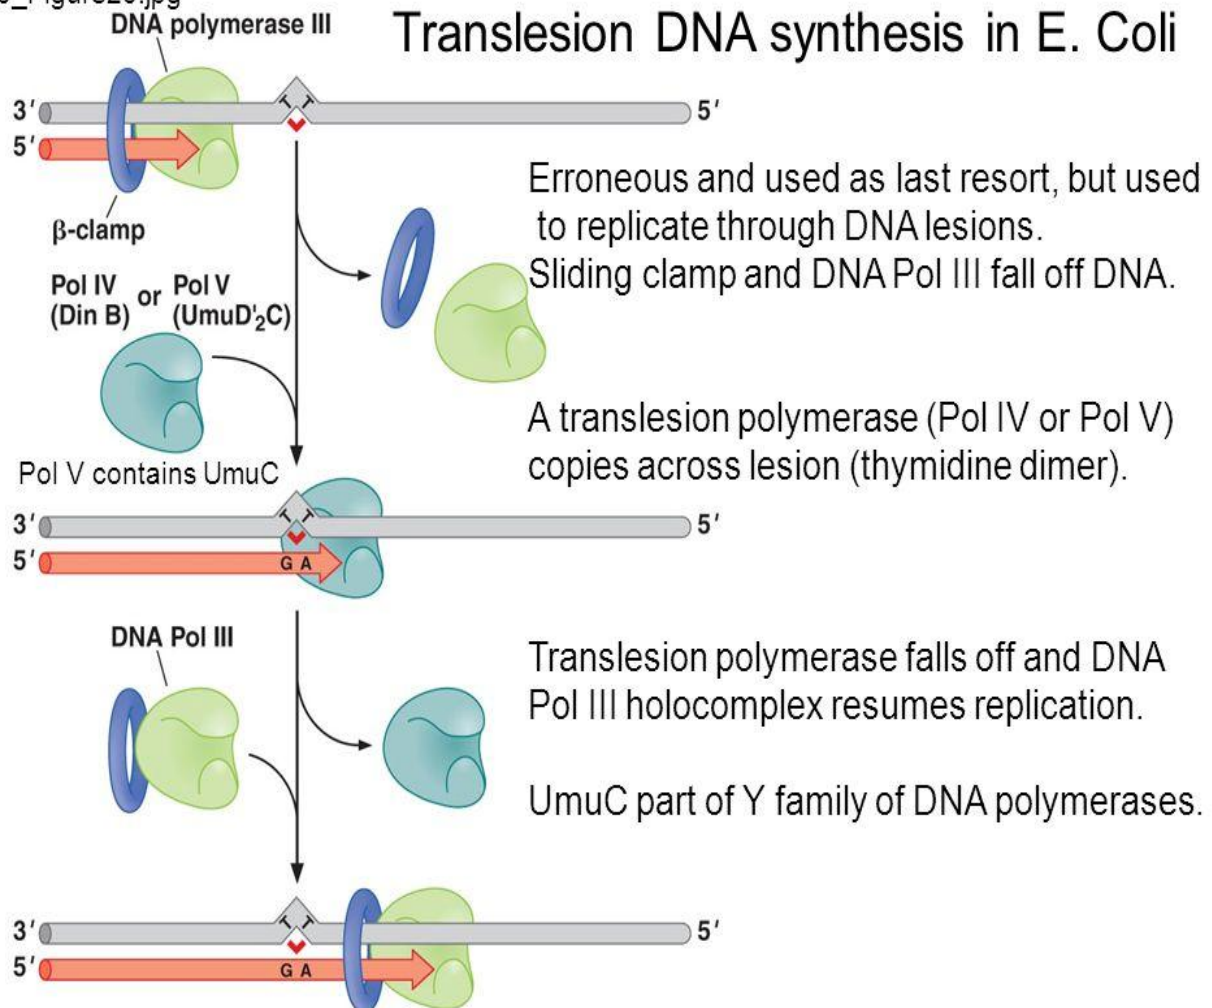 Translesion DNA synthesis in E. Coli
DNA polymerase III
3′
5′
T T
5′
β-clamp
Erroneous and used as last resort, but used
to replicate through DNA lesions.
Sliding clamp and DNA Pol III fall off DNA.
Pol IV
(Din B)
or
Pol V
(UmuD′₂C)
A translesion polymerase (Pol IV or Pol V)
copies across lesion (thymidine dimer).
Pol V contains UmuC
3′
5′
T T
5′
G A
DNA Pol III
Translesion polymerase falls off and DNA
Pol III holocomplex resumes replication.
UmuC part of Y family of DNA polymerases.
3′
5′
T T
5′
G A